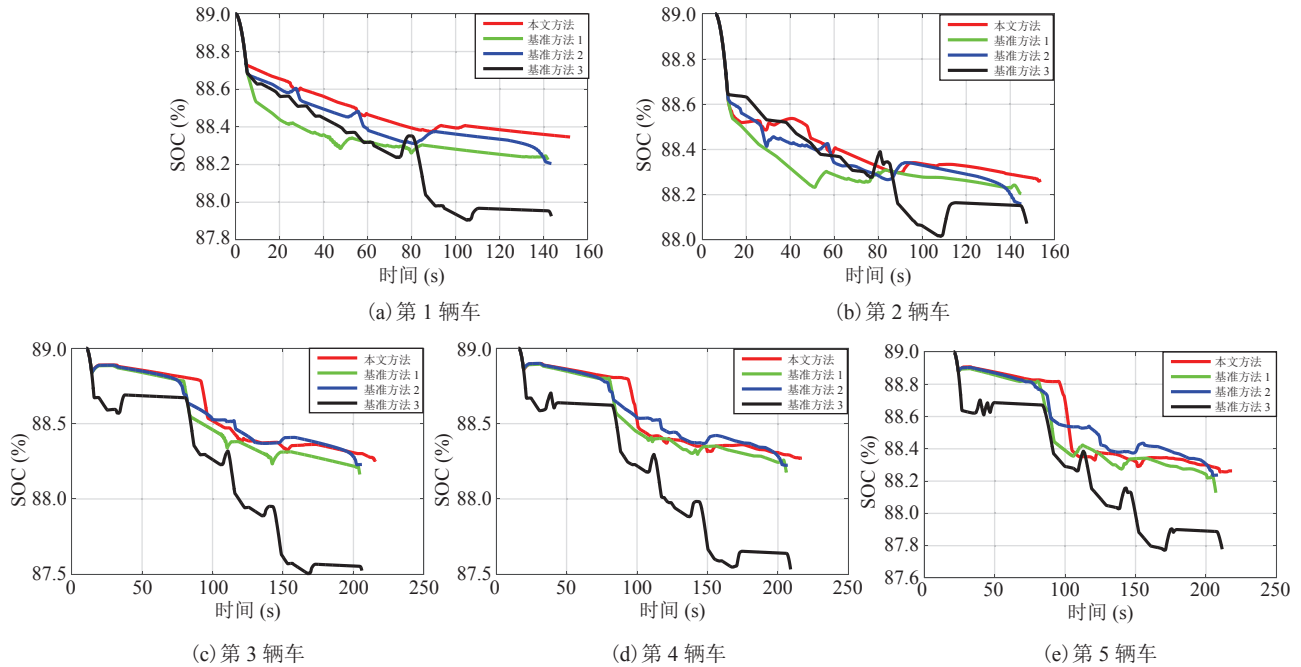 89.0
88.8
88.6
88.4
88.2
88.0
87.8
SOC (%)
0 20 40 60 80 100 120 140 160
时间 (s)
本文方法
基准方法 1
基准方法 2
基准方法 3
(a) 第 1 辆车
89.0
88.8
88.6
88.4
88.2
88.0
SOC (%)
0 20 40 60 80 100 120 140 160
时间 (s)
本文方法
基准方法 1
基准方法 2
基准方法 3
(b) 第 2 辆车
89.0
88.5
88.0
87.5
SOC (%)
0 50 100 150 200 250
时间 (s)
本文方法
基准方法 1
基准方法 2
基准方法 3
(c) 第 3 辆车
89.0
88.5
88.0
87.5
SOC (%)
0 50 100 150 200 250
时间 (s)
本文方法
基准方法 1
基准方法 2
基准方法 3
(d) 第 4 辆车
89.0
88.8
88.6
88.4
88.2
88.0
87.8
87.6
SOC (%)
0 50 100 150 200 250
时间 (s)
本文方法
基准方法 1
基准方法 2
基准方法 3
(e) 第 5 辆车